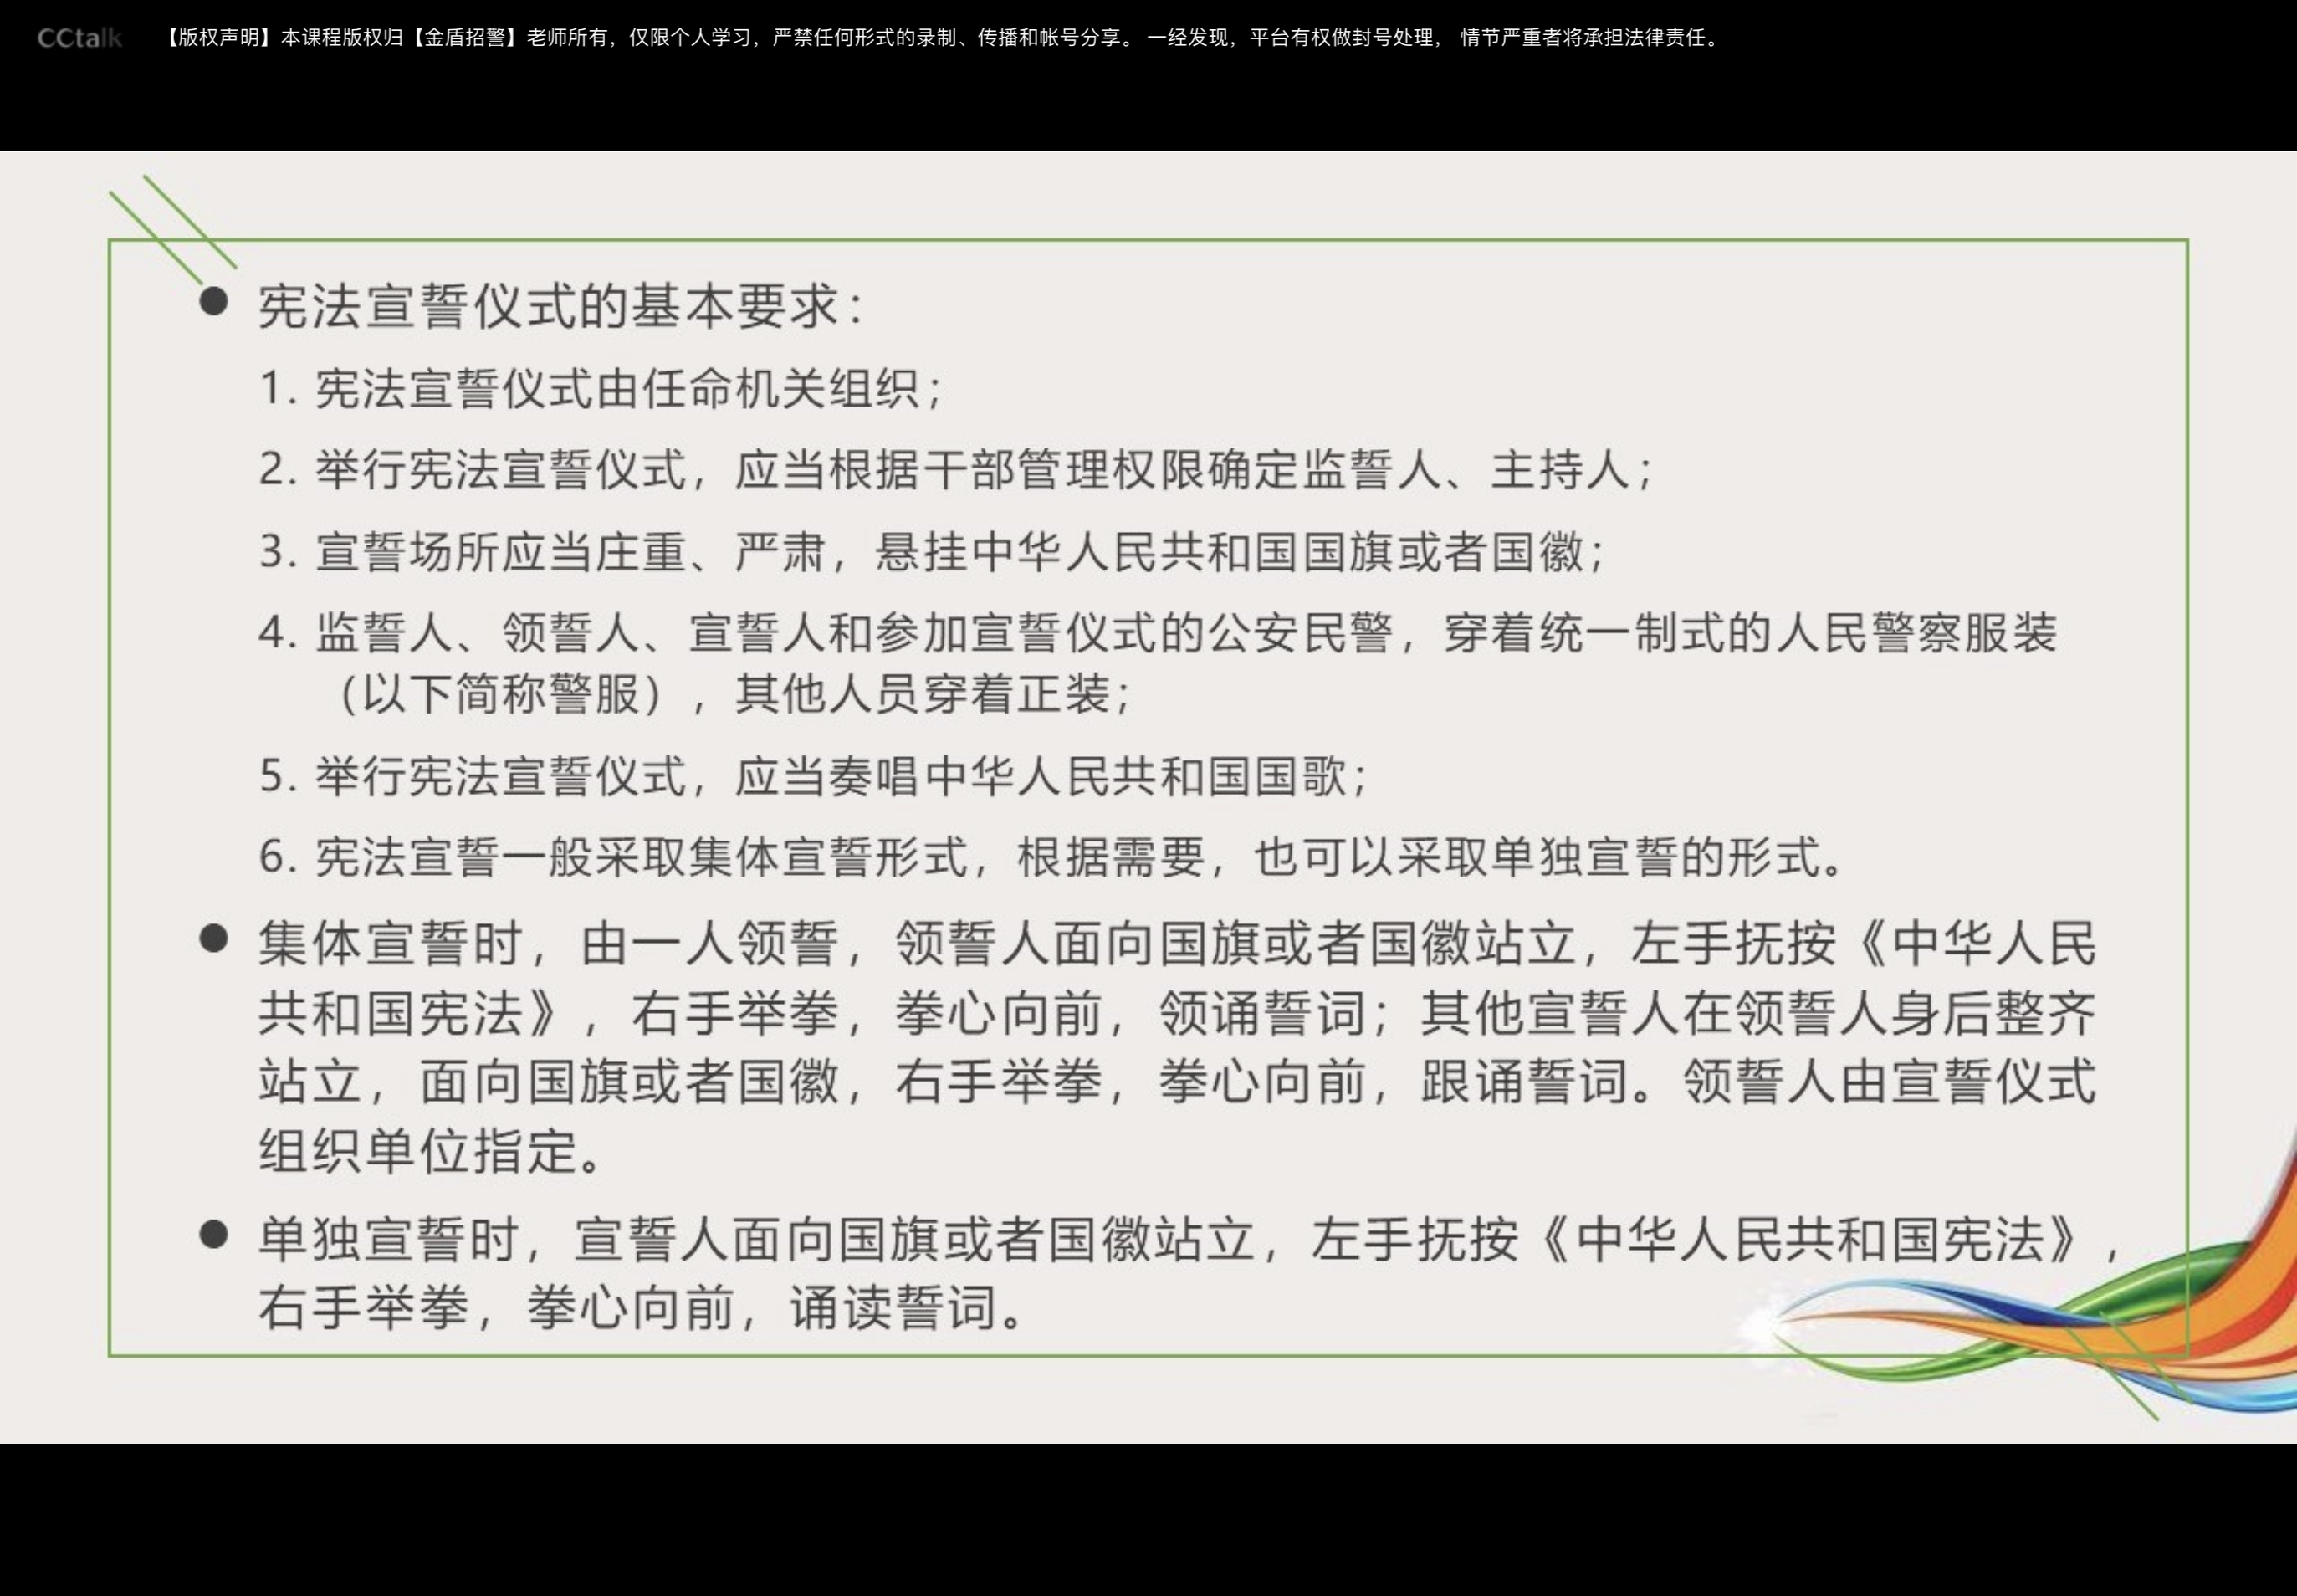 CCtalk 【版权声明】本课程版权归【金盾招警】老师所有，仅限个人学习，严禁任何形式的录制、传播和帐号分享。 一经发现，平台有权做封号处理， 情节严重者将承担法律责任。
● 宪法宣誓仪式的基本要求：
1. 宪法宣誓仪式由任命机关组织；
2. 举行宪法宣誓仪式，应当根据干部管理权限确定监誓人、主持人；
3. 宣誓场所应当庄重、严肃，悬挂中华人民共和国国旗或者国徽；
4. 监誓人、领誓人、宣誓人和参加宣誓仪式的公安民警，穿着统一制式的人民警察服装
（以下简称警服），其他人员穿着正装；
5. 举行宪法宣誓仪式，应当奏唱中华人民共和国国歌；
6. 宪法宣誓一般采取集体宣誓形式，根据需要，也可以采取单独宣誓的形式。
● 集体宣誓时，由一人领誓，领誓人面向国旗或者国徽站立，左手抚按《中华人民
共和国宪法》，右手举拳，拳心向前，领诵誓词；其他宣誓人在领誓人身后整齐
站立，面向国旗或者国徽，右手举拳，拳心向前，跟诵誓词。领誓人由宣誓仪式
组织单位指定。
● 单独宣誓时，宣誓人面向国旗或者国徽站立，左手抚按《中华人民共和国宪法》，
右手举拳，拳心向前，诵读誓词。